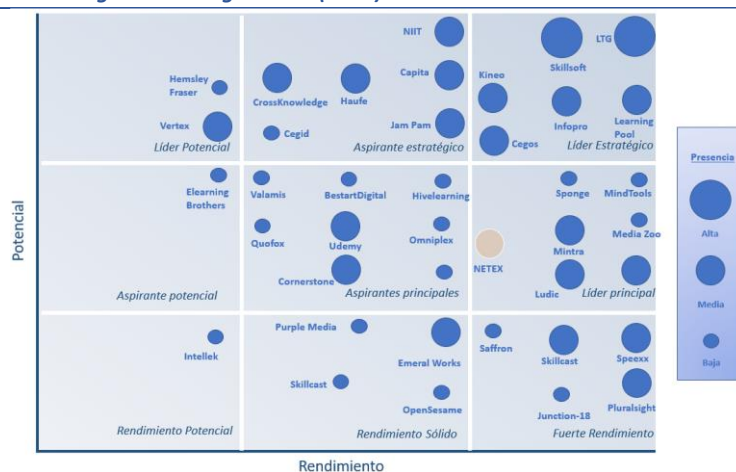 NIIT
LTG
Skillsoft
Hemsley
Fraser
Capita
Kineo
CrossKnowledge
Haufe
Infopro
Learning
Pool
Vertex
Cegid
Jam Pam
Cegos
Líder Potencial
Aspirante estratégico
Líder Estratégico
Elearning
Brothers
Valamis
BestartDigital
Hivelearning
Sponge
MindTools
Quofox
Udemy
Omniplex
NETEX
Mintra
Media Zoo
Cornerstone
Ludic
Aspirante potencial
Aspirantes principales
Líder principal
Intellek
Purple Media
Emeral Works
Saffron
Skillcast
Speexx
Skillcast
OpenSesame
Junction-18
Pluralsight
Rendimiento Potencial
Rendimiento Sólido
Fuerte Rendimiento
Potencial
Rendimiento
Presencia
Alta
Media
Baja